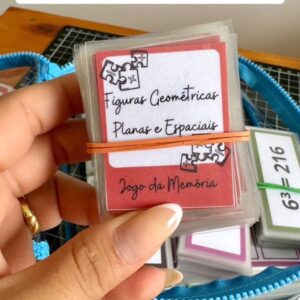 Figuras Geométricas
Planas e Espaciais
Jogo da Memória
6³ = 216